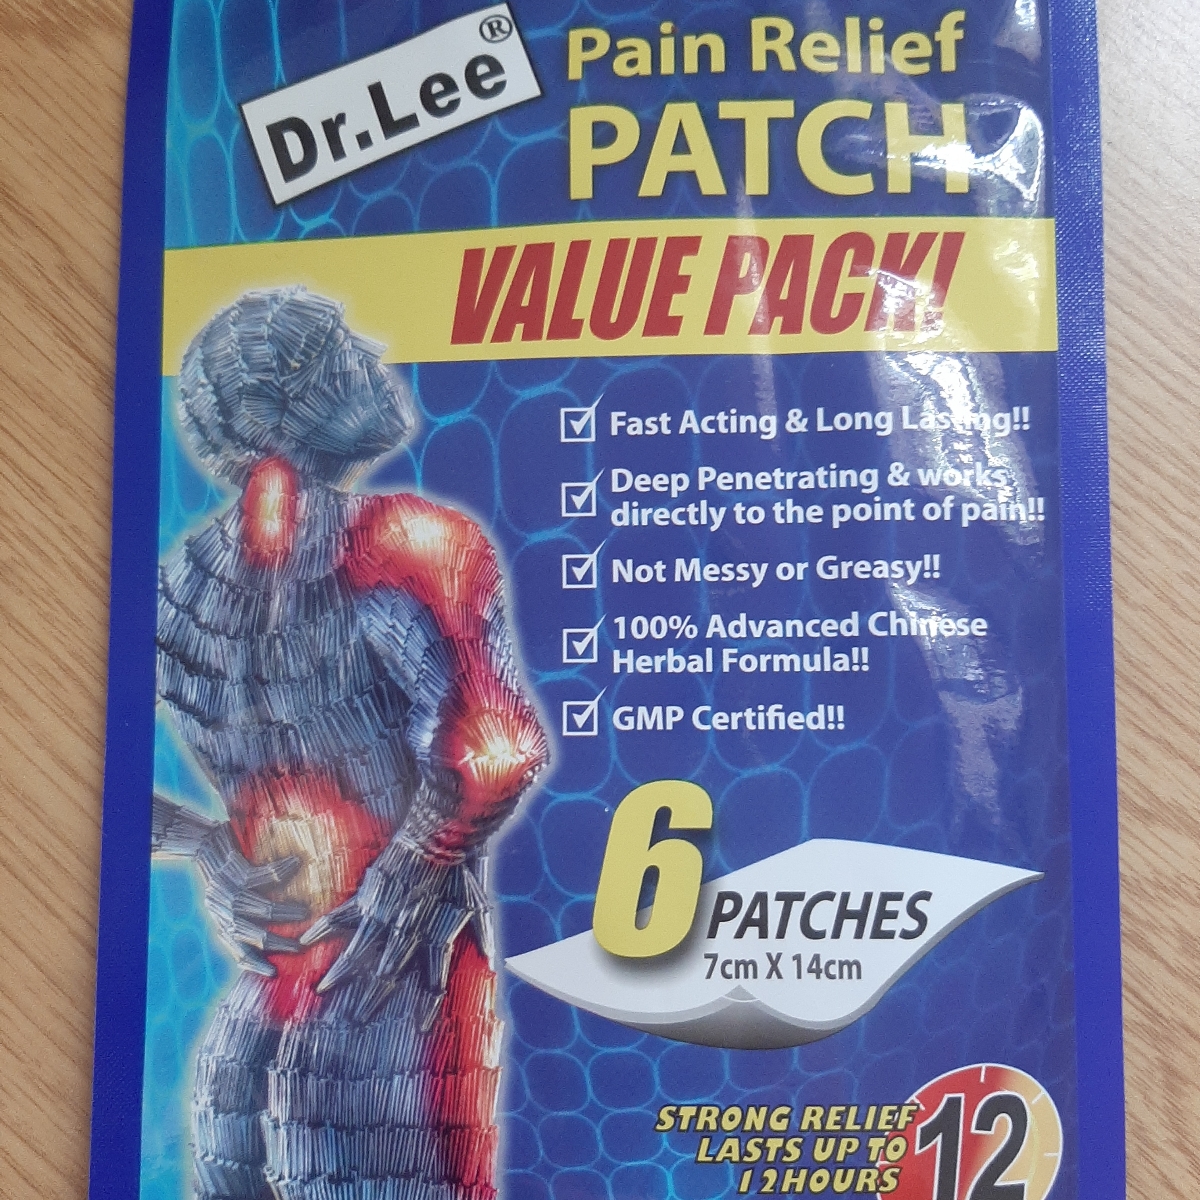 Dr.Lee®
Pain Relief
PATCH
VALUE PACK!
Fast Acting & Long Lasting!!
Deep Penetrating & works
directly to the point of pain!!
Not Messy or Greasy!!
100% Advanced Chinese
Herbal Formula!!
GMP Certified!!
6 PATCHES
7cm X 14cm
STRONG RELIEF
LASTS UP TO
12HOURS
12